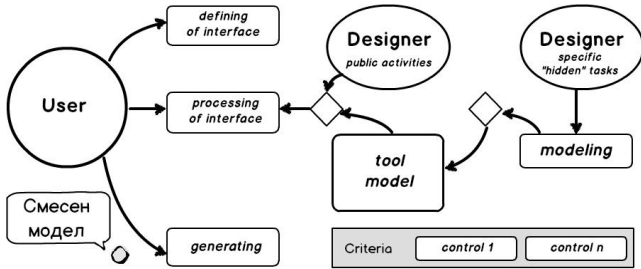 defining
of interface
Designer
public activities
Designer
specific
"hidden" tasks
User
processing
of interface
tool
model
modeling
Смесен
модел
generating
Criteria
control 1
control n